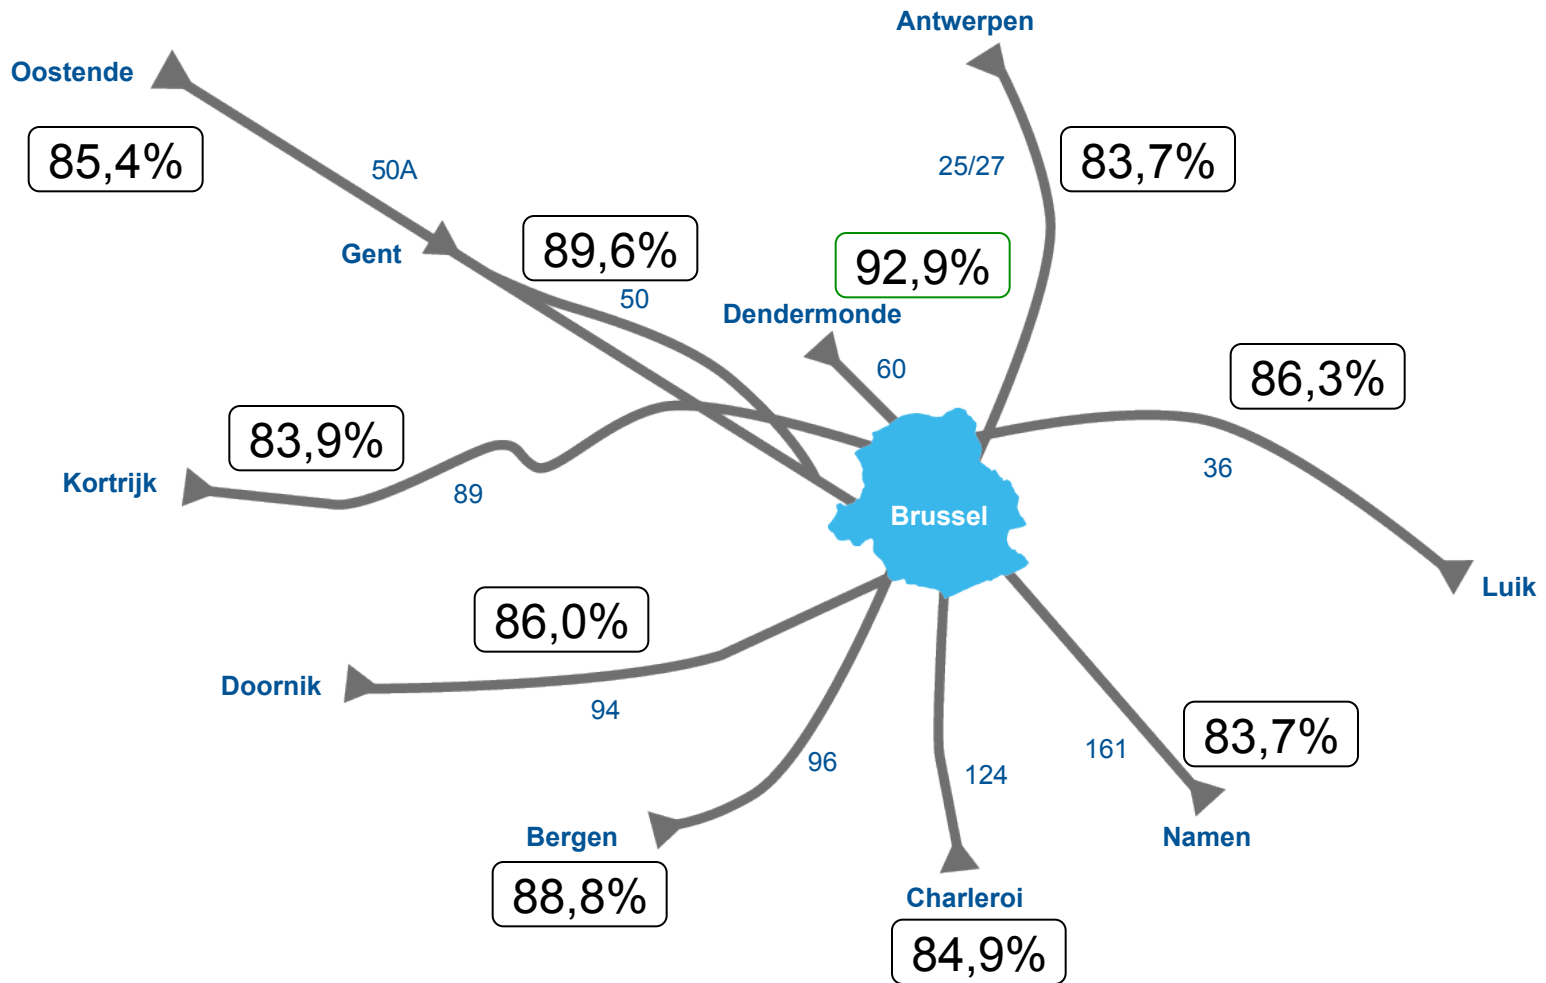 Antwerpen
Oostende
85,4%
50A
25/27
83,7%
Gent
89,6%
50
92,9%
Dendermonde
60
86,3%
83,9%
Kortrijk
89
36
Brussel
Luik
86,0%
Doornik
94
96
124
161
83,7%
Bergen
88,8%
Namen
Charleroi
84,9%